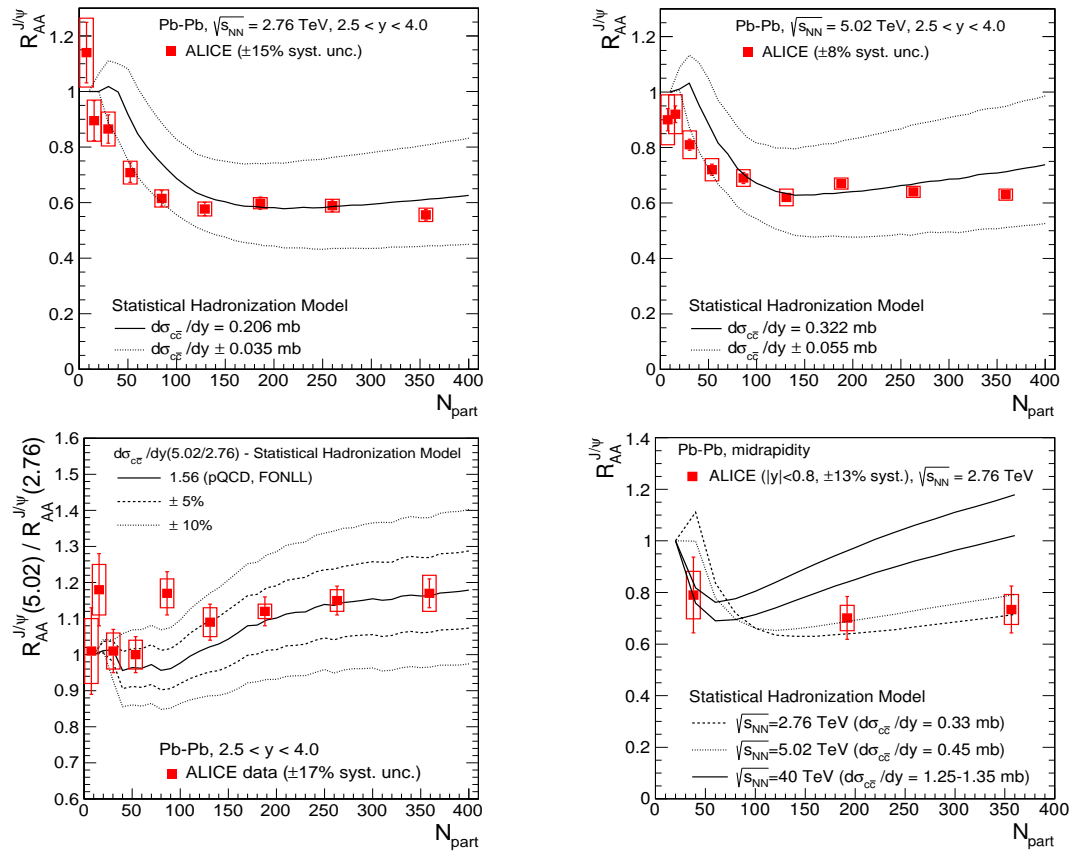 R_AA^J/ψ
Pb-Pb, √s_NN = 2.76 TeV, 2.5 < y < 4.0
ALICE (±15% syst. unc.)
1.2
1
0.8
0.6
0.4
0.2
0
Statistical Hadronization Model
dσ_cc̄ /dy = 0.206 mb
dσ_cc̄ /dy ± 0.035 mb
0 50 100 150 200 250 300 350 400
N_part
R_AA^J/ψ
Pb-Pb, √s_NN = 5.02 TeV, 2.5 < y < 4.0
ALICE (±8% syst. unc.)
1.2
1
0.8
0.6
0.4
0.2
0
Statistical Hadronization Model
dσ_cc̄ /dy = 0.322 mb
dσ_cc̄ /dy ± 0.055 mb
0 50 100 150 200 250 300 350 400
N_part
R_AA^J/ψ(5.02) / R_AA^J/ψ(2.76)
1.6
1.5
1.4
1.3
1.2
1.1
1
0.9
0.8
0.7
0.6
dσ_cc̄ /dy(5.02/2.76) - Statistical Hadronization Model
1.56 (pQCD, FONLL)
± 5%
± 10%
Pb-Pb, 2.5 < y < 4.0
ALICE data (±17% syst. unc.)
0 50 100 150 200 250 300 350 400
N_part
R_AA^J/ψ
Pb-Pb, midrapidity
ALICE (|y|<0.8, ±13% syst.), √s_NN = 2.76 TeV
1.4
1.2
1
0.8
0.6
0.4
0.2
0
Statistical Hadronization Model
√s_NN=2.76 TeV (dσ_cc̄ /dy = 0.33 mb)
√s_NN=5.02 TeV (dσ_cc̄ /dy = 0.45 mb)
√s_NN=40 TeV (dσ_cc̄ /dy = 1.25-1.35 mb)
0 50 100 150 200 250 300 350 400
N_part